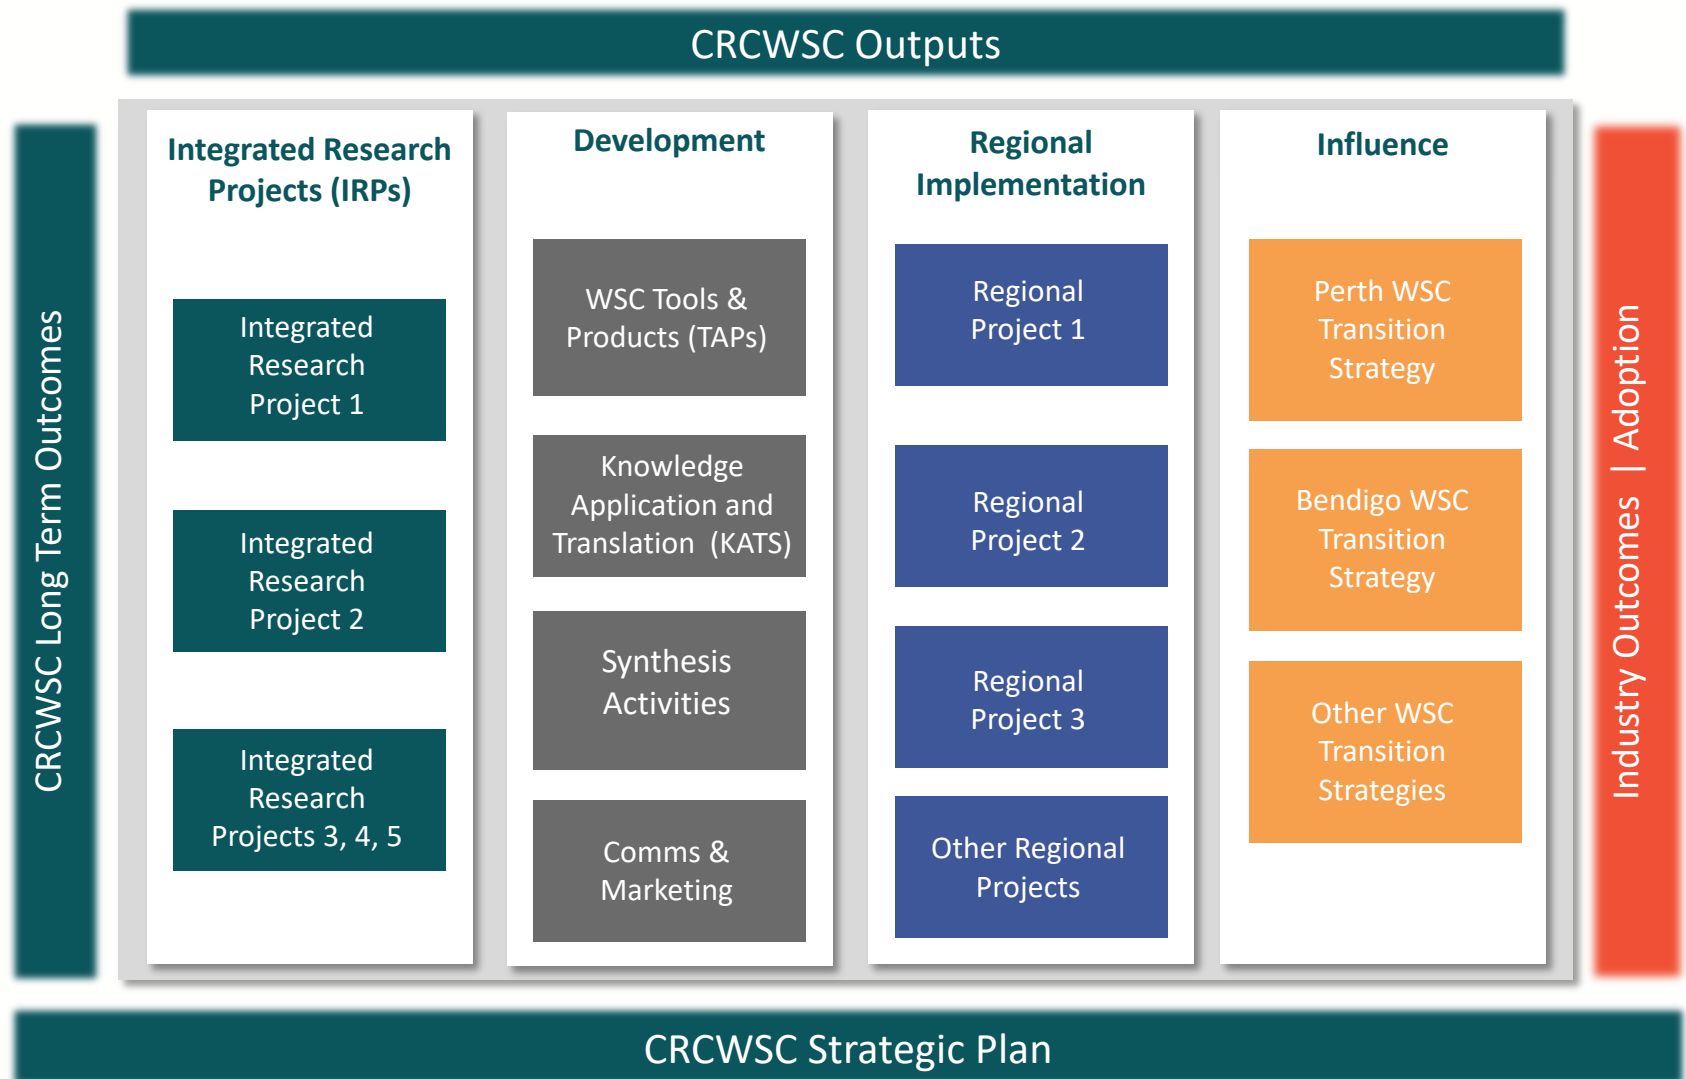 CRCWSC Outputs
CRCWSC Long Term Outcomes
Integrated Research
Projects (IRPs)
Integrated
Research
Project 1
Integrated
Research
Project 2
Integrated
Research
Projects 3, 4, 5
Development
WSC Tools &
Products (TAPs)
Knowledge
Application and
Translation (KATS)
Synthesis
Activities
Comms &
Marketing
Regional
Implementation
Regional
Project 1
Regional
Project 2
Regional
Project 3
Other Regional
Projects
Influence
Perth WSC
Transition
Strategy
Bendigo WSC
Transition
Strategy
Other WSC
Transition
Strategies
Industry Outcomes | Adoption
CRCWSC Strategic Plan